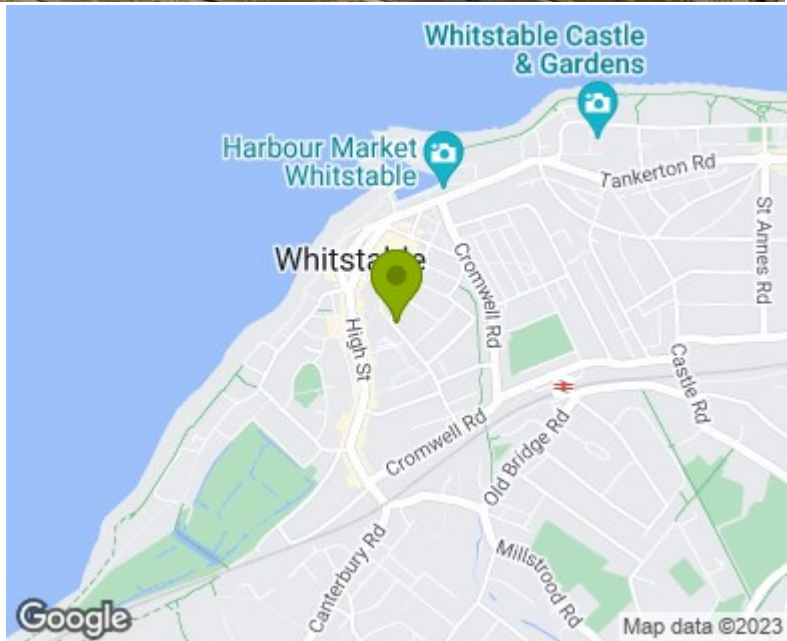 Whitstable Castle
& Gardens
Harbour Market
Whitstable
Tankerton Rd
St Annes Rd
Whitstable
Cromwell Rd
High St
Castle Rd
Cromwell Rd
Old Bridge Rd
Canterbury Rd
Millstrood Rd
Google
Map data ©2023